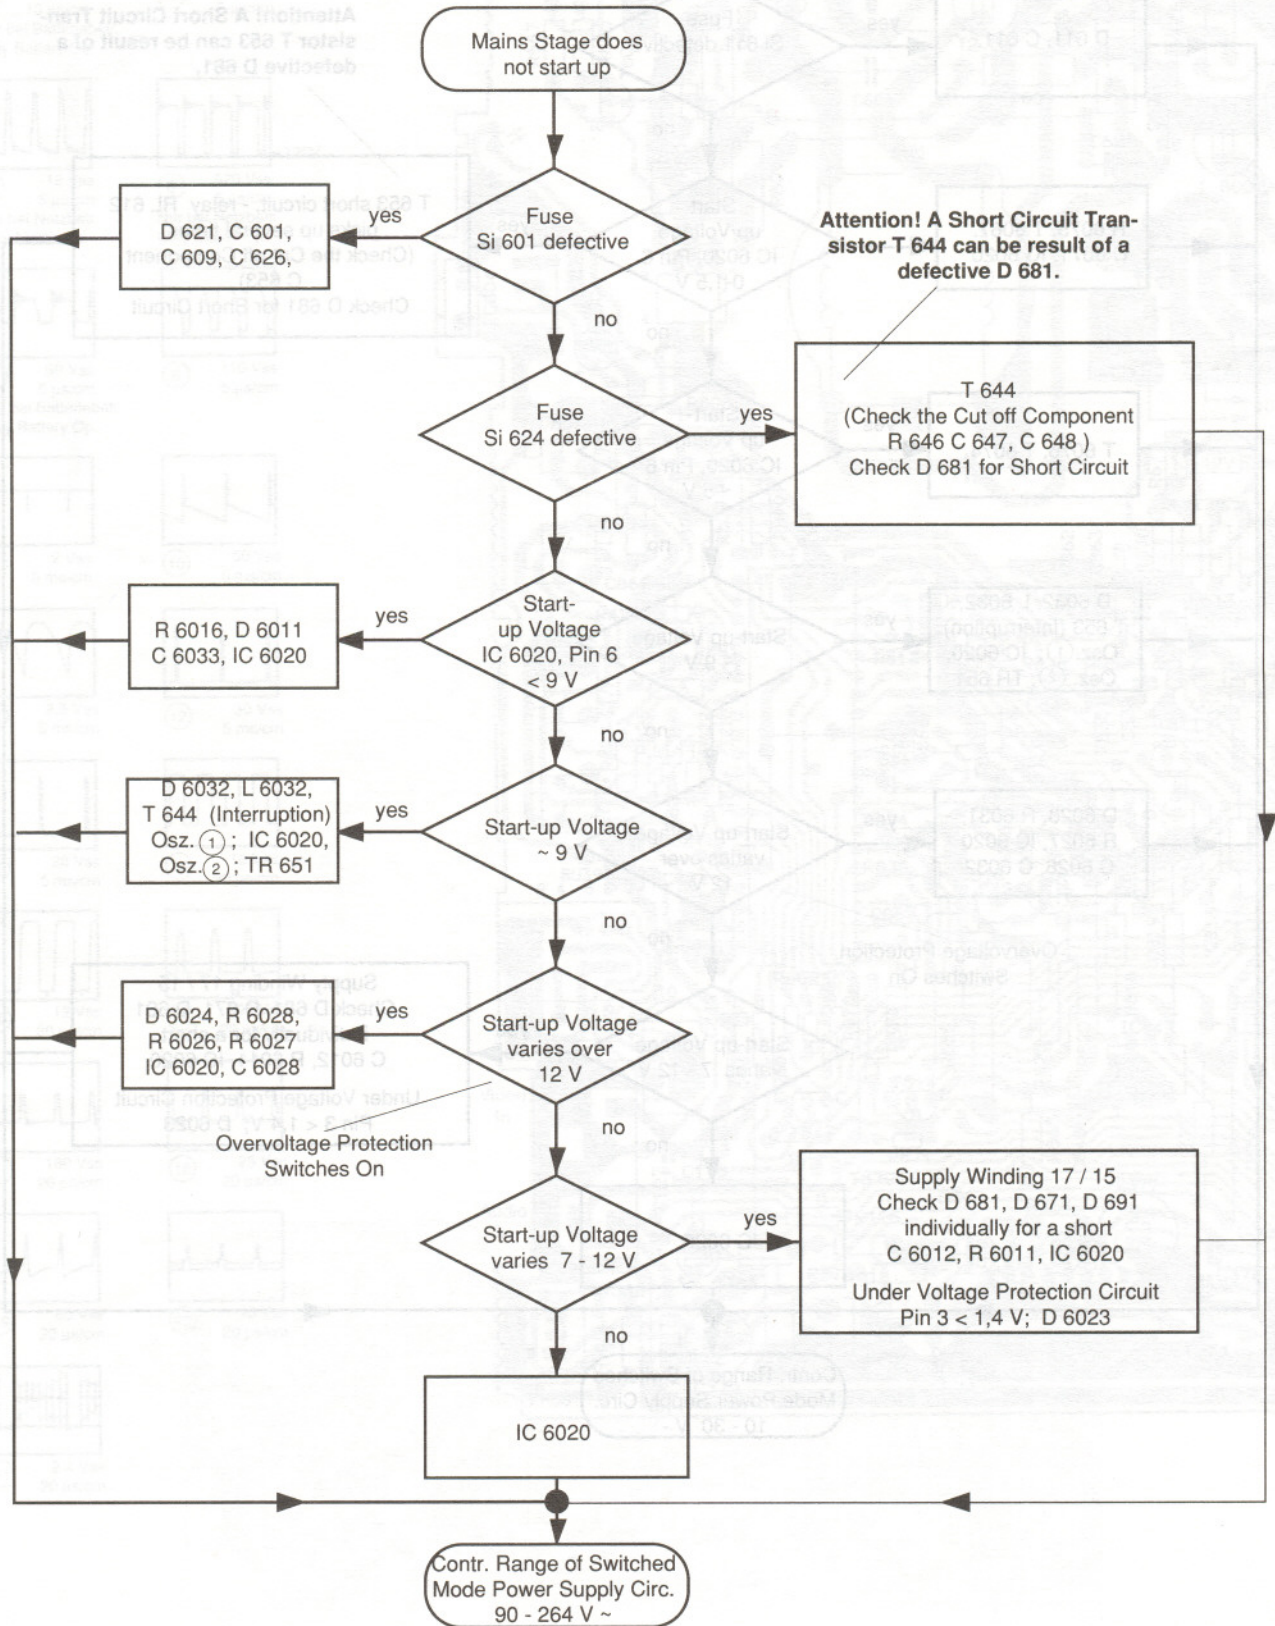 Mains Stage does
not start up
Fuse
Si 601 defective
yes
D 621, C 601,
C 609, C 626,
no
Attention! A Short Circuit Tran-
sistor T 644 can be result of a
defective D 681.
Fuse
Si 624 defective
yes
T 644
(Check the Cut off Component
R 646 C 647, C 648 )
Check D 681 for Short Circuit
no
Start-
up Voltage
IC 6020, Pin 6
< 9 V
yes
R 6016, D 6011
C 6033, IC 6020
no
Start-up Voltage
~ 9 V
yes
D 6032, L 6032,
T 644 (Interruption)
Osz. 1 ; IC 6020,
Osz. 2 ; TR 651
no
Start-up Voltage
varies over
12 V
yes
D 6024, R 6028,
R 6026, R 6027
IC 6020, C 6028
Overvoltage Protection
Switches On
no
Start-up Voltage
varies 7 - 12 V
yes
Supply Winding 17 / 15
Check D 681, D 671, D 691
individually for a short
C 6012, R 6011, IC 6020
Under Voltage Protection Circuit
Pin 3 < 1,4 V; D 6023
no
IC 6020
Contr. Range of Switched
Mode Power Supply Circ.
90 - 264 V ~